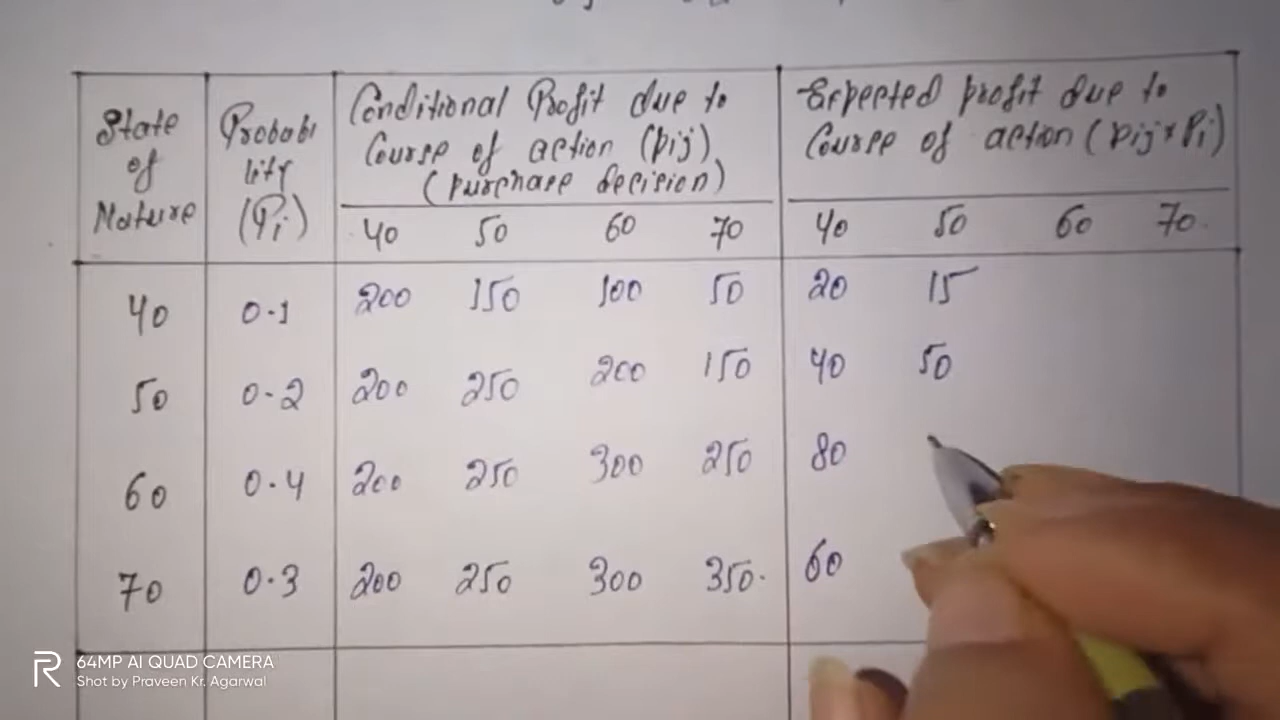 State of Nature
Probabi lity (Pi)
Conditional Profit due to
Course of action (pij)
(purchase decision)
40 50 60 70
Expected profit due to
Course of action (pij × Pi)
40 50 60 70
40 0.1 200 150 100 50 20 15
50 0.2 200 250 200 150 40 50
60 0.4 200 250 300 250 80
70 0.3 200 250 300 350. 60
64MP AI QUAD CAMERA
Shot by Praveen Kr. Agarwal